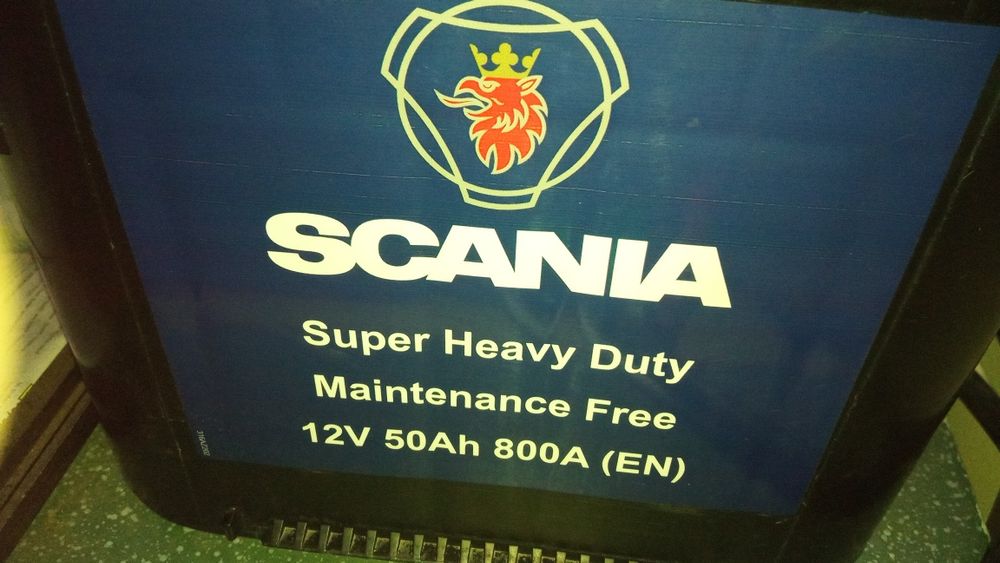 SCANIA
Super Heavy Duty
Maintenance Free
12V 50Ah 800A (EN)